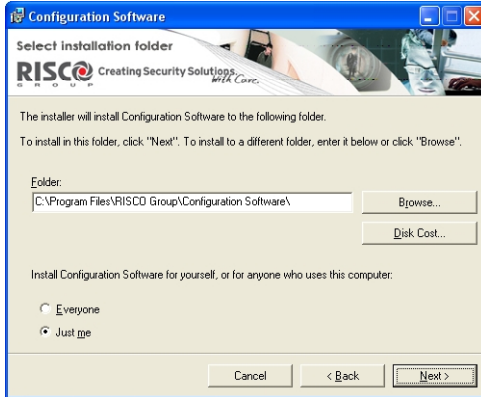 Configuration Software
Select installation folder
RISCO Creating Security Solutions.
GROUP With Care.
The installer will install Configuration Software to the following folder.
To install in this folder, click "Next". To install to a different folder, enter it below or click "Browse".
Folder:
C:\Program Files\RISCO Group\Configuration Software\
Browse...
Disk Cost...
Install Configuration Software for yourself, or for anyone who uses this computer:
Everyone
Just me
Cancel
< Back
Next >